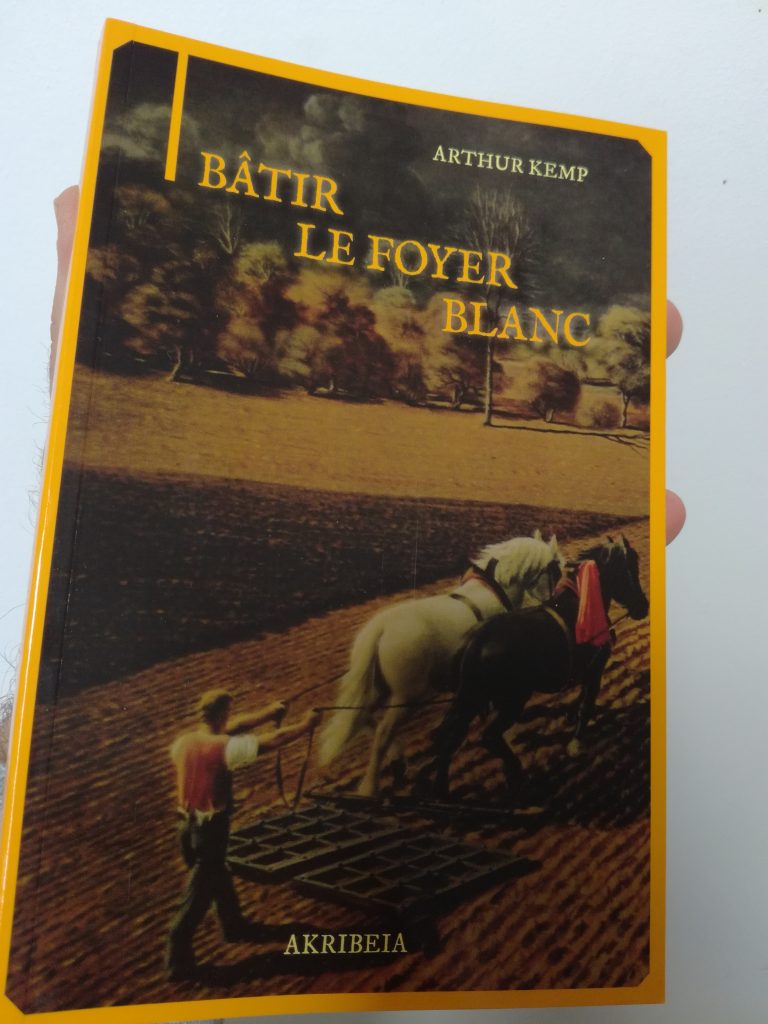 ARTHUR KEMP
BÂTIR
LE FOYER
BLANC
AKRIBEIA